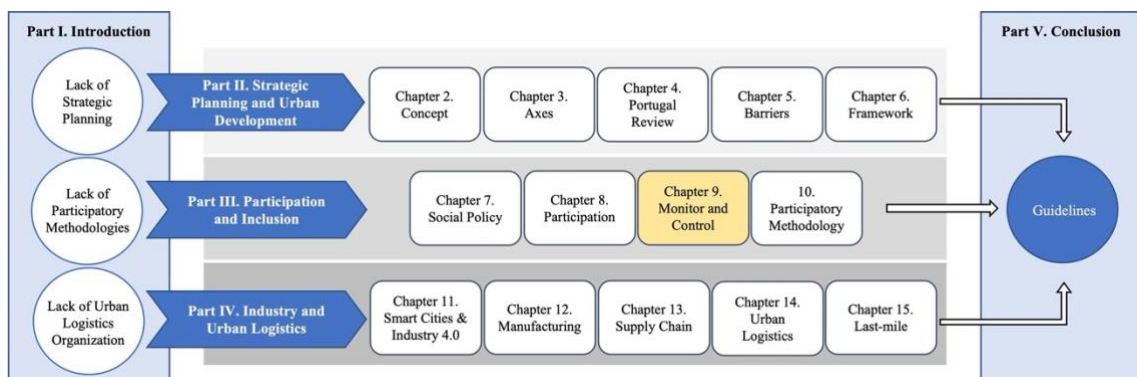 Part I. Introduction
Part V. Conclusion
Lack of
Strategic
Planning
Part II. Strategic
Planning and Urban
Development
Chapter 2.
Concept
Chapter 3.
Axes
Chapter 4.
Portugal
Review
Chapter 5.
Barriers
Chapter 6.
Framework
Lack of
Participatory
Methodologies
Part III. Participation
and Inclusion
Chapter 7.
Social Policy
Chapter 8.
Participation
Chapter 9.
Monitor and
Control
10.
Participatory
Methodology
Guidelines
Lack of Urban
Logistics
Organization
Part IV. Industry and
Urban Logistics
Chapter 11.
Smart Cities &
Industry 4.0
Chapter 12.
Manufacturing
Chapter 13.
Supply Chain
Chapter 14.
Urban
Logistics
Chapter 15.
Last-mile